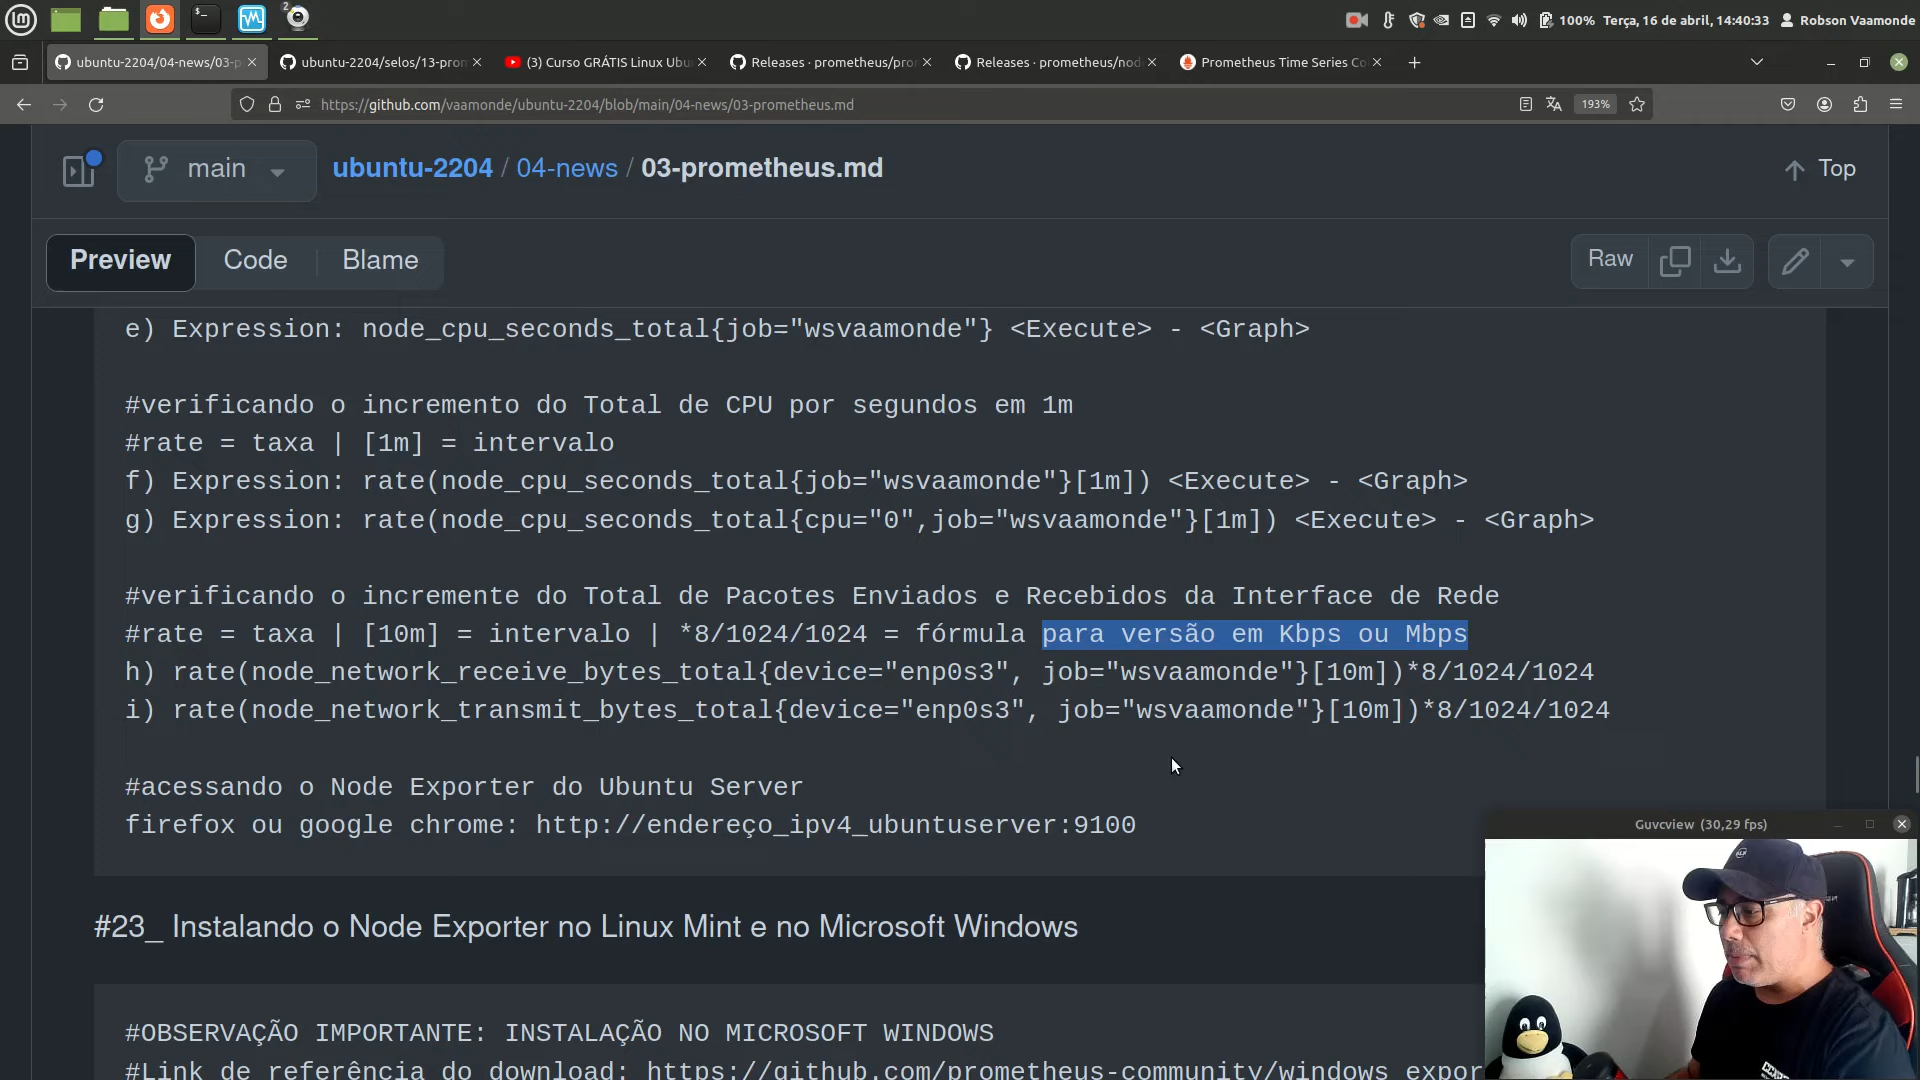 100% Terça, 16 de abril, 14:40:33 Robson Vaamonde
ubuntu-2204/04-news/03-p
ubuntu-2204/selos/13-pro
(3) Curso GRÁTIS Linux Ubu
Releases · prometheus/pro
Releases · prometheus/nod
Prometheus Time Series Co
https://github.com/vaamonde/ubuntu-2204/blob/main/04-news/03-prometheus.md
193%
main
ubuntu-2204 / 04-news / 03-prometheus.md
Top
Preview
Code
Blame
Raw
e) Expression: node_cpu_seconds_total{job="wsvaamonde"} <Execute> - <Graph>
#verificando o incremento do Total de CPU por segundos em 1m
#rate = taxa | [1m] = intervalo
f) Expression: rate(node_cpu_seconds_total{job="wsvaamonde"}[1m]) <Execute> - <Graph>
g) Expression: rate(node_cpu_seconds_total{cpu="0",job="wsvaamonde"}[1m]) <Execute> - <Graph>
#verificando o incremente do Total de Pacotes Enviados e Recebidos da Interface de Rede
#rate = taxa | [10m] = intervalo | *8/1024/1024 = fórmula para versão em Kbps ou Mbps
h) rate(node_network_receive_bytes_total{device="enp0s3", job="wsvaamonde"}[10m])*8/1024/1024
i) rate(node_network_transmit_bytes_total{device="enp0s3", job="wsvaamonde"}[10m])*8/1024/1024
#acessando o Node Exporter do Ubuntu Server
firefox ou google chrome: http://endereço_ipv4_ubuntuserver:9100
Guvcview (30,29 fps)
#23_ Instalando o Node Exporter no Linux Mint e no Microsoft Windows
#OBSERVAÇÃO IMPORTANTE: INSTALAÇÃO NO MICROSOFT WINDOWS
#Link de referência do download: https://github.com/prometheus-community/windows_expor